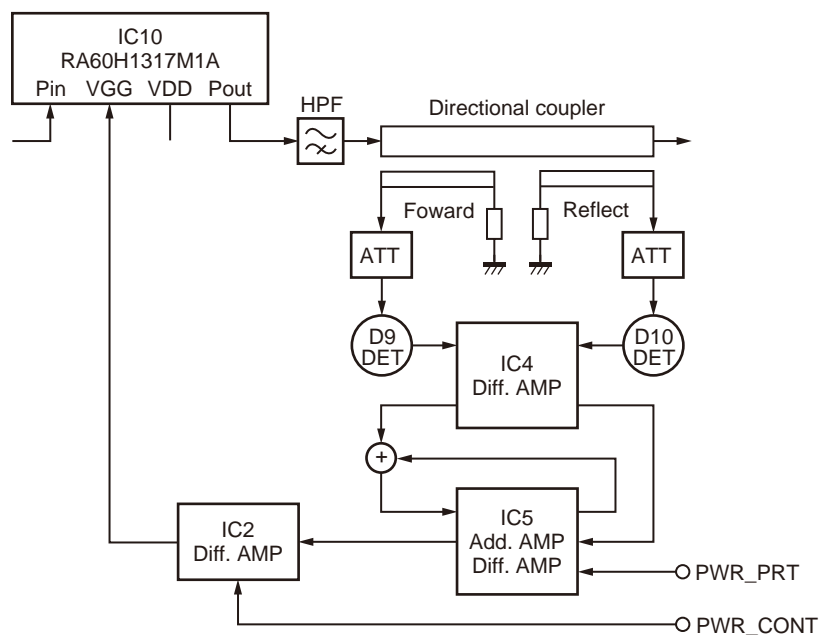 IC10
RA60H1317M1A
Pin VGG VDD Pout
HPF
Directional coupler
Foward
Reflect
ATT
ATT
D9
DET
D10
DET
IC4
Diff. AMP
+
IC5
Add. AMP
Diff. AMP
IC2
Diff. AMP
PWR_PRT
PWR_CONT